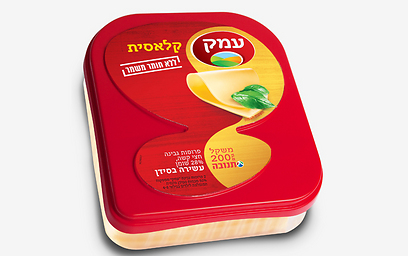 עמק
קלאסית
ללא חומר משמר
משקל
200 גרם
תנובה
פרוסות גבינה
חצי קשה,
28% שומן
עשירה בסידן